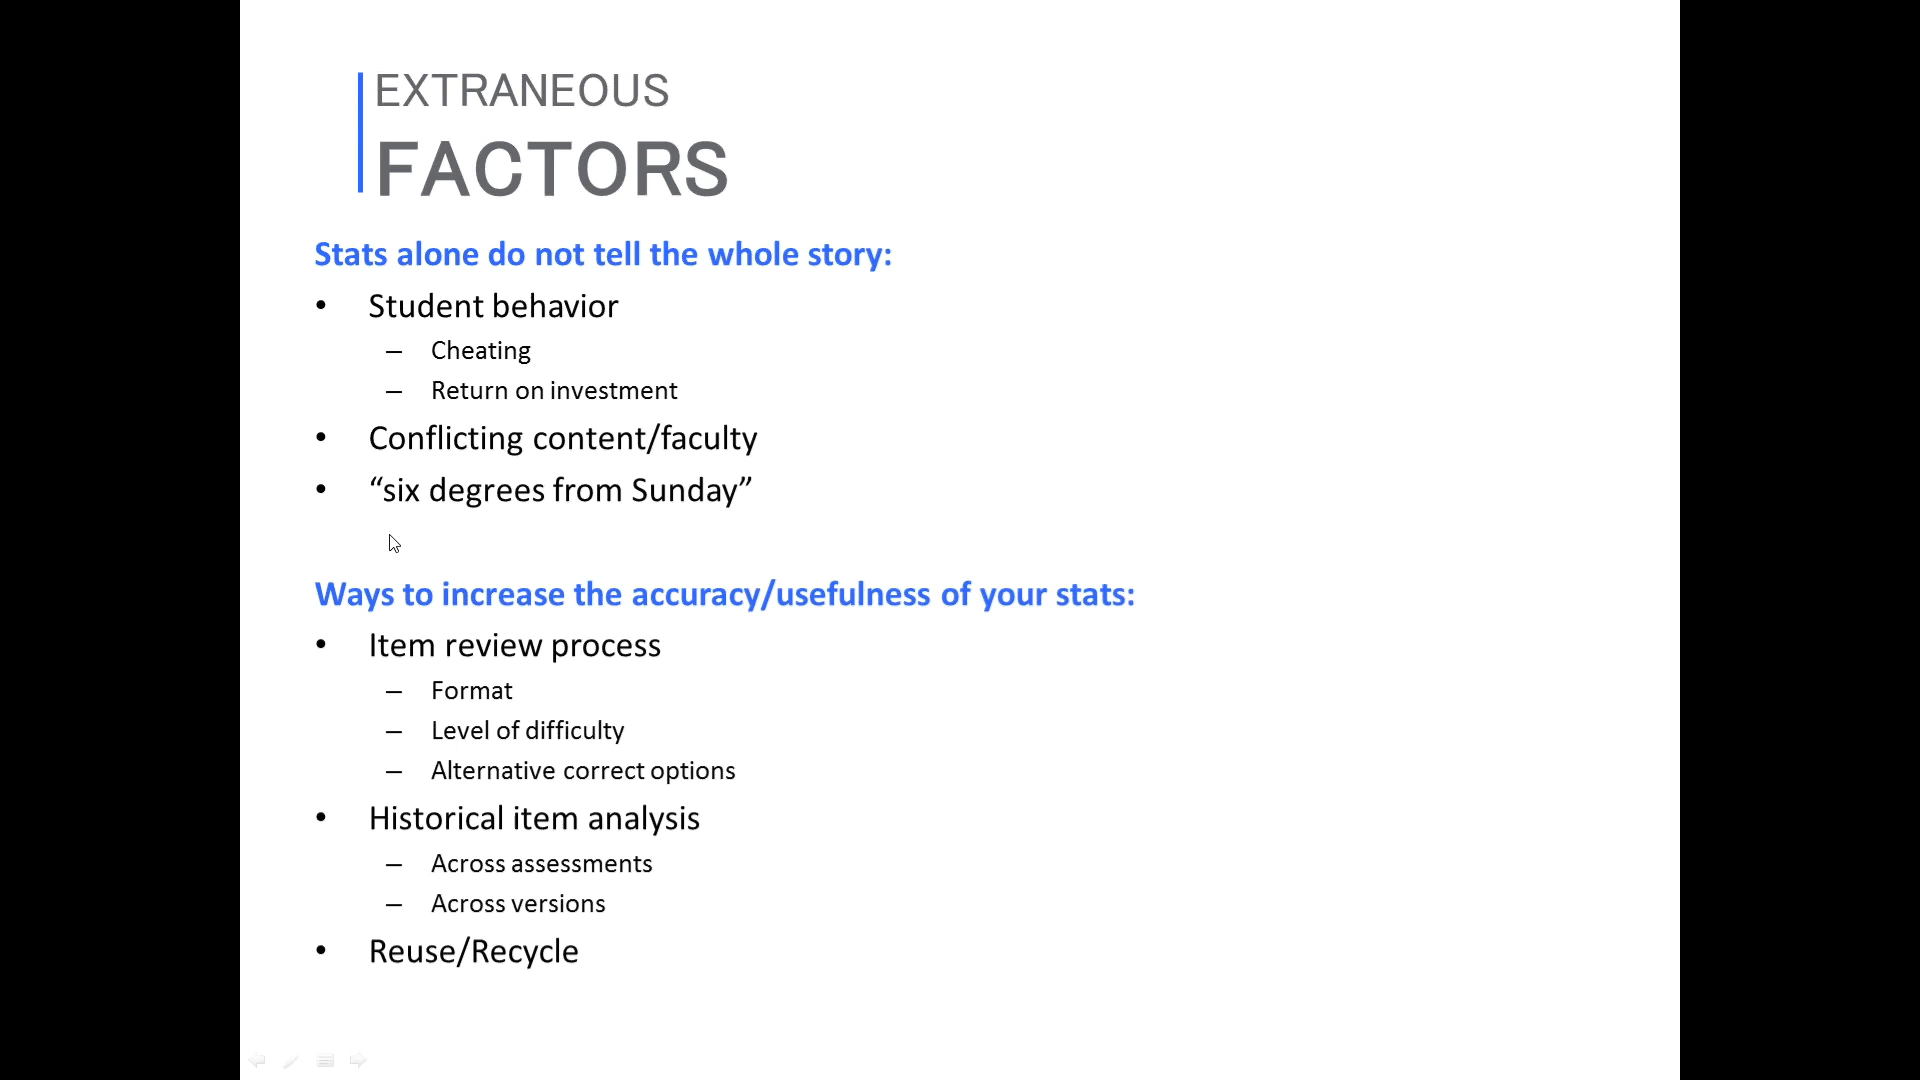 EXTRANEOUS
FACTORS
Stats alone do not tell the whole story:
• Student behavior
– Cheating
– Return on investment
• Conflicting content/faculty
• “six degrees from Sunday”
Ways to increase the accuracy/usefulness of your stats:
• Item review process
– Format
– Level of difficulty
– Alternative correct options
• Historical item analysis
– Across assessments
– Across versions
• Reuse/Recycle